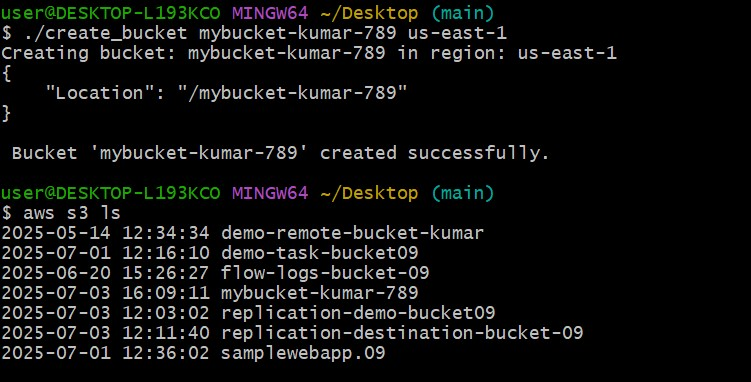 user@DESKTOP-L193KCO MINGW64 ~/Desktop (main)
$ ./create_bucket mybucket-kumar-789 us-east-1
Creating bucket: mybucket-kumar-789 in region: us-east-1
{
    "Location": "/mybucket-kumar-789"
}

 Bucket 'mybucket-kumar-789' created successfully.

user@DESKTOP-L193KCO MINGW64 ~/Desktop (main)
$ aws s3 ls
2025-05-14 12:34:34 demo-remote-bucket-kumar
2025-07-01 12:16:10 demo-task-bucket09
2025-06-20 15:26:27 flow-logs-bucket-09
2025-07-03 16:09:11 mybucket-kumar-789
2025-07-03 12:03:02 replication-demo-bucket09
2025-07-03 12:11:40 replication-destination-bucket-09
2025-07-01 12:36:02 samplewebapp.09